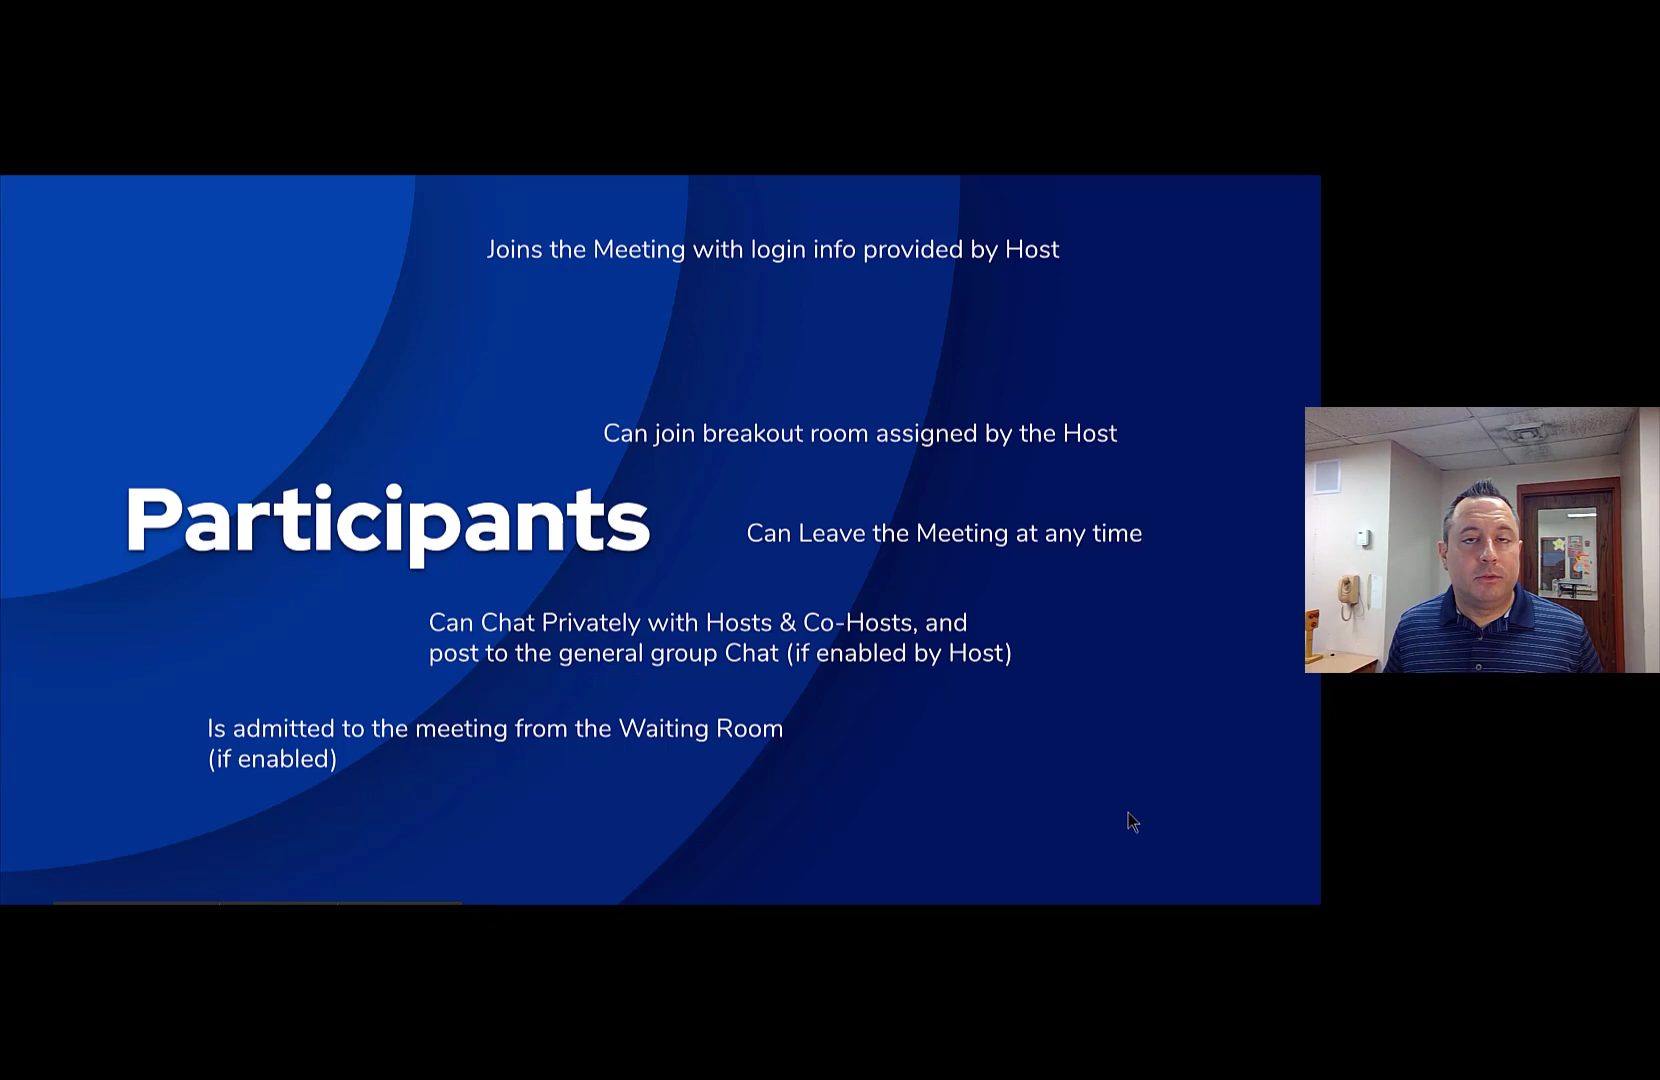 Joins the Meeting with login info provided by Host
Can join breakout room assigned by the Host
Participants
Can Leave the Meeting at any time
Can Chat Privately with Hosts & Co-Hosts, and
post to the general group Chat (if enabled by Host)
Is admitted to the meeting from the Waiting Room
(if enabled)